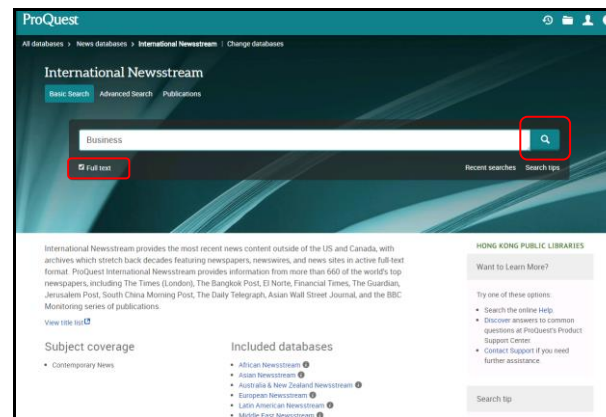 ProQuest
All databases > News databases > International Newsstream | Change databases
International Newsstream
Basic Search Advanced Search Publications
Business
Full text
Recent searches Search tips
International Newsstream provides the most recent news content outside of the US and Canada, with
archives which stretch back decades featuring newspapers, newswires, and news sites in active full-text
format. ProQuest International Newsstream provides information from more than 660 of the world's top
newspapers, including The Times (London), The Bangkok Post, El Norte, Financial Times, The Guardian,
Jerusalem Post, South China Morning Post, The Daily Telegraph, Asian Wall Street Journal, and the BBC
Monitoring series of publications.
View title list
Subject coverage
• Contemporary News
Included databases
• African Newsstream
• Asian Newsstream
• Australia & New Zealand Newsstream
• European Newsstream
• Latin American Newsstream
• Middle East Newsstream
HONG KONG PUBLIC LIBRARIES
Want to Learn More?
Try one of these options:
• Search the online Help.
• Discover answers to common
questions at ProQuest's Product
Support Center.
• Contact Support if you need
further assistance
Search tip